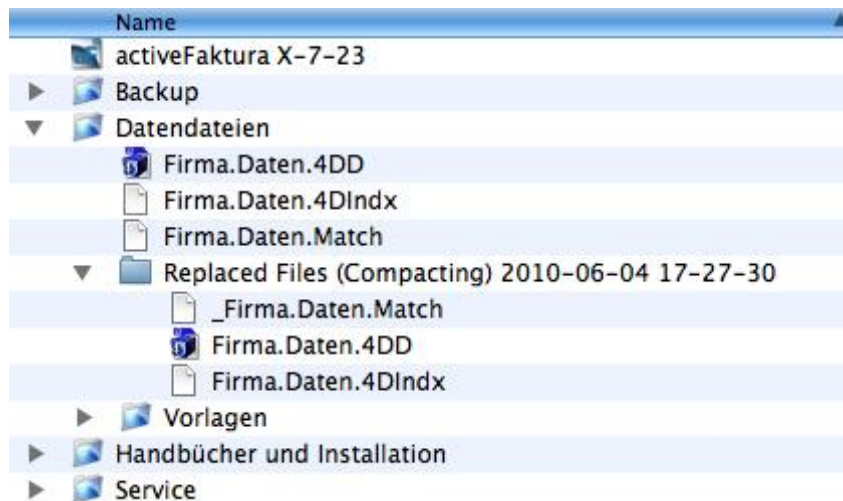 Name
activeFaktura X-7-23
Backup
Datendateien
Firma.Daten.4DD
Firma.Daten.4DIndx
Firma.Daten.Match
Replaced Files (Compacting) 2010-06-04 17-27-30
_Firma.Daten.Match
Firma.Daten.4DD
Firma.Daten.4DIndx
Vorlagen
Handbücher und Installation
Service